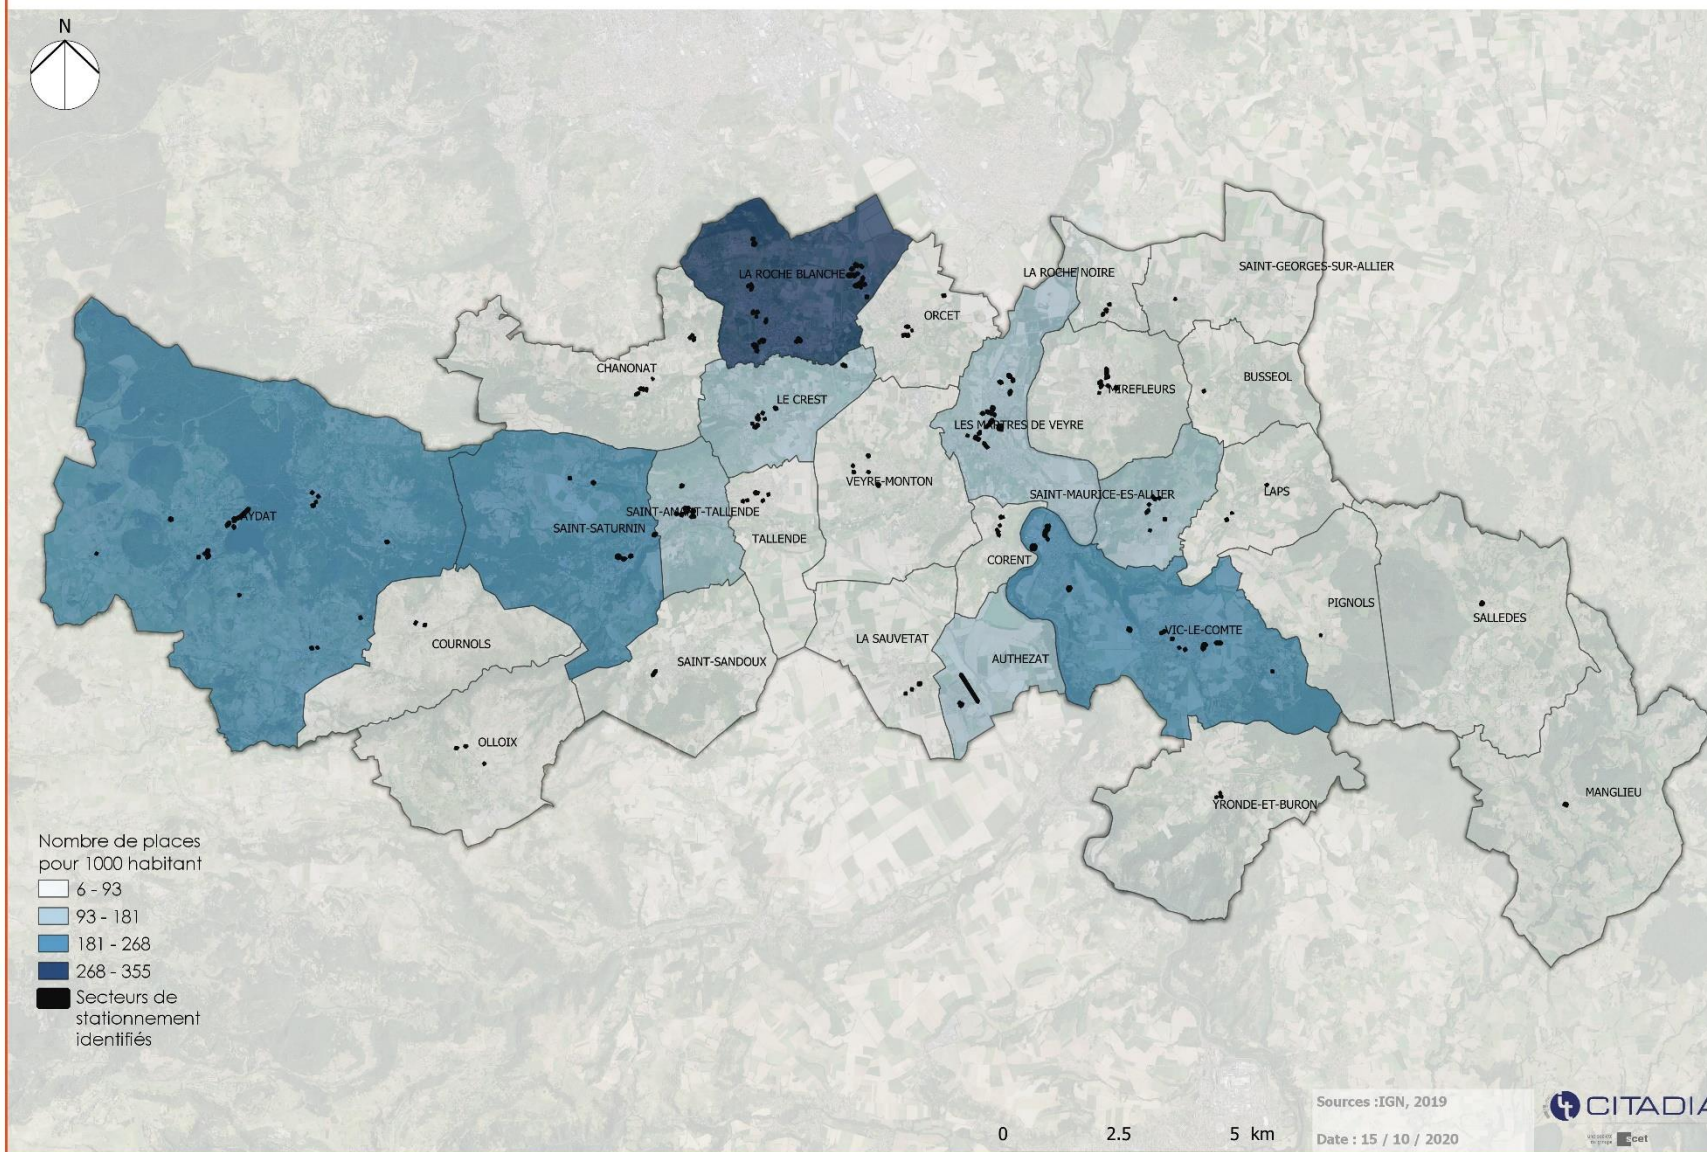 N
LA ROCHE BLANCHE
LA ROCHE NOIRE
SAINT-GEORGES-SUR-ALLIER
ORCET
CHANONAT
BUSSEOL
MIREFLEURS
LE CREST
LES MARTRES DE VEYRE
VEYRE-MONTON
SAINT-MAURICE-ES-ALLIER
LAPS
AYDAT
SAINT-AMANT-TALLENDE
SAINT-SATURNIN
TALLENDE
CORENT
PIGNOLS
SALLEDES
COURNOLS
LA SAUVETAT
VIC-LE-COMTE
SAINT-SANDOUX
AUTHEZAT
OLLOIX
MANGLIEU
YRONDE-ET-BURON
Nombre de places
pour 1000 habitant
6 - 93
93 - 181
181 - 268
268 - 355
Secteurs de
stationnement
identifiés
Sources :IGN, 2019
Date : 15 / 10 / 2020
0 2.5 5 km
CITADIA
scet